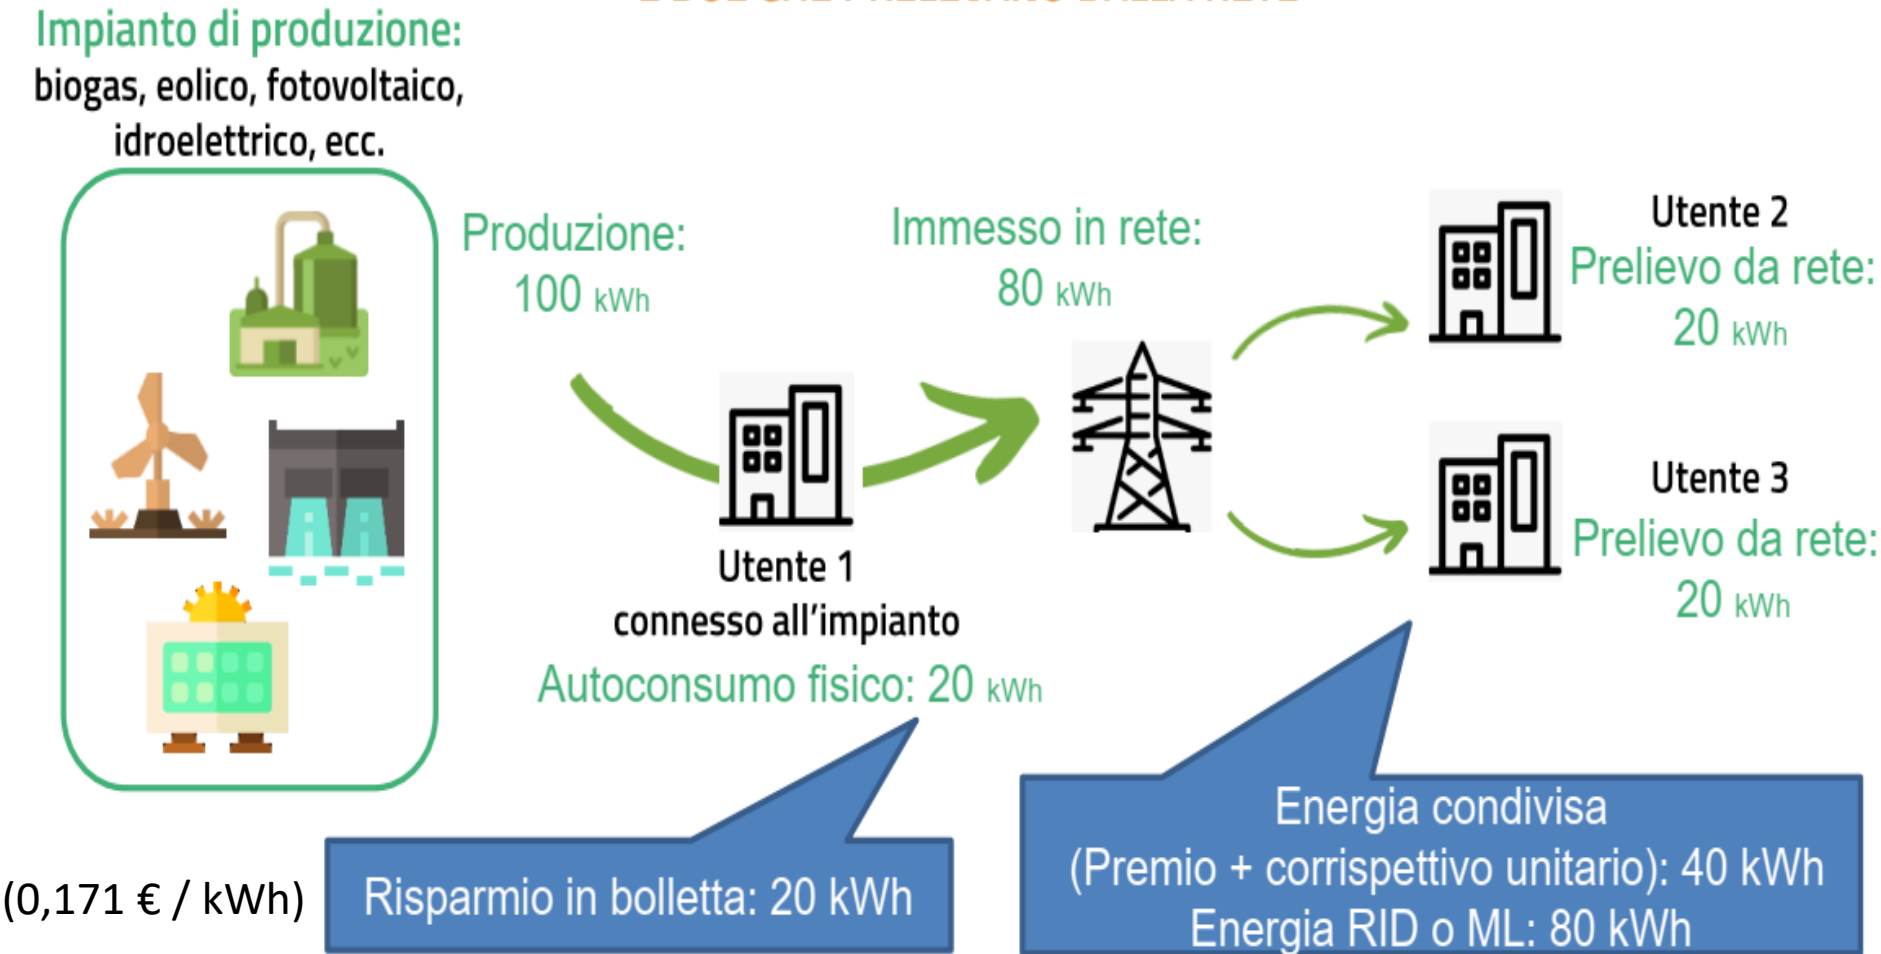 Impianto di produzione:
biogas, eolico, fotovoltaico,
idroelettrico, ecc.
Produzione:
100 kWh
Immesso in rete:
80 kWh
Utente 2
Prelievo da rete:
20 kWh
Utente 3
Prelievo da rete:
20 kWh
Utente 1
connesso all'impianto
Autoconsumo fisico: 20 kWh
(0,171 € / kWh)
Risparmio in bolletta: 20 kWh
Energia condivisa
(Premio + corrispettivo unitario): 40 kWh
Energia RID o ML: 80 kWh